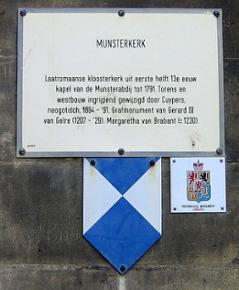 MUNSTERKERK
Laatromaanse kloosterkerk uit eerste helft 13e eeuw
kapel van de Munsterabdij tot 1791. Torens en
westbouw ingrijpend gewijzigd door Cuypers,
neogotisch, 1864 - '91. Grafmonument van Gerard III
van Gelre (1207 - '29). Margaretha van Brabant (± 1230).